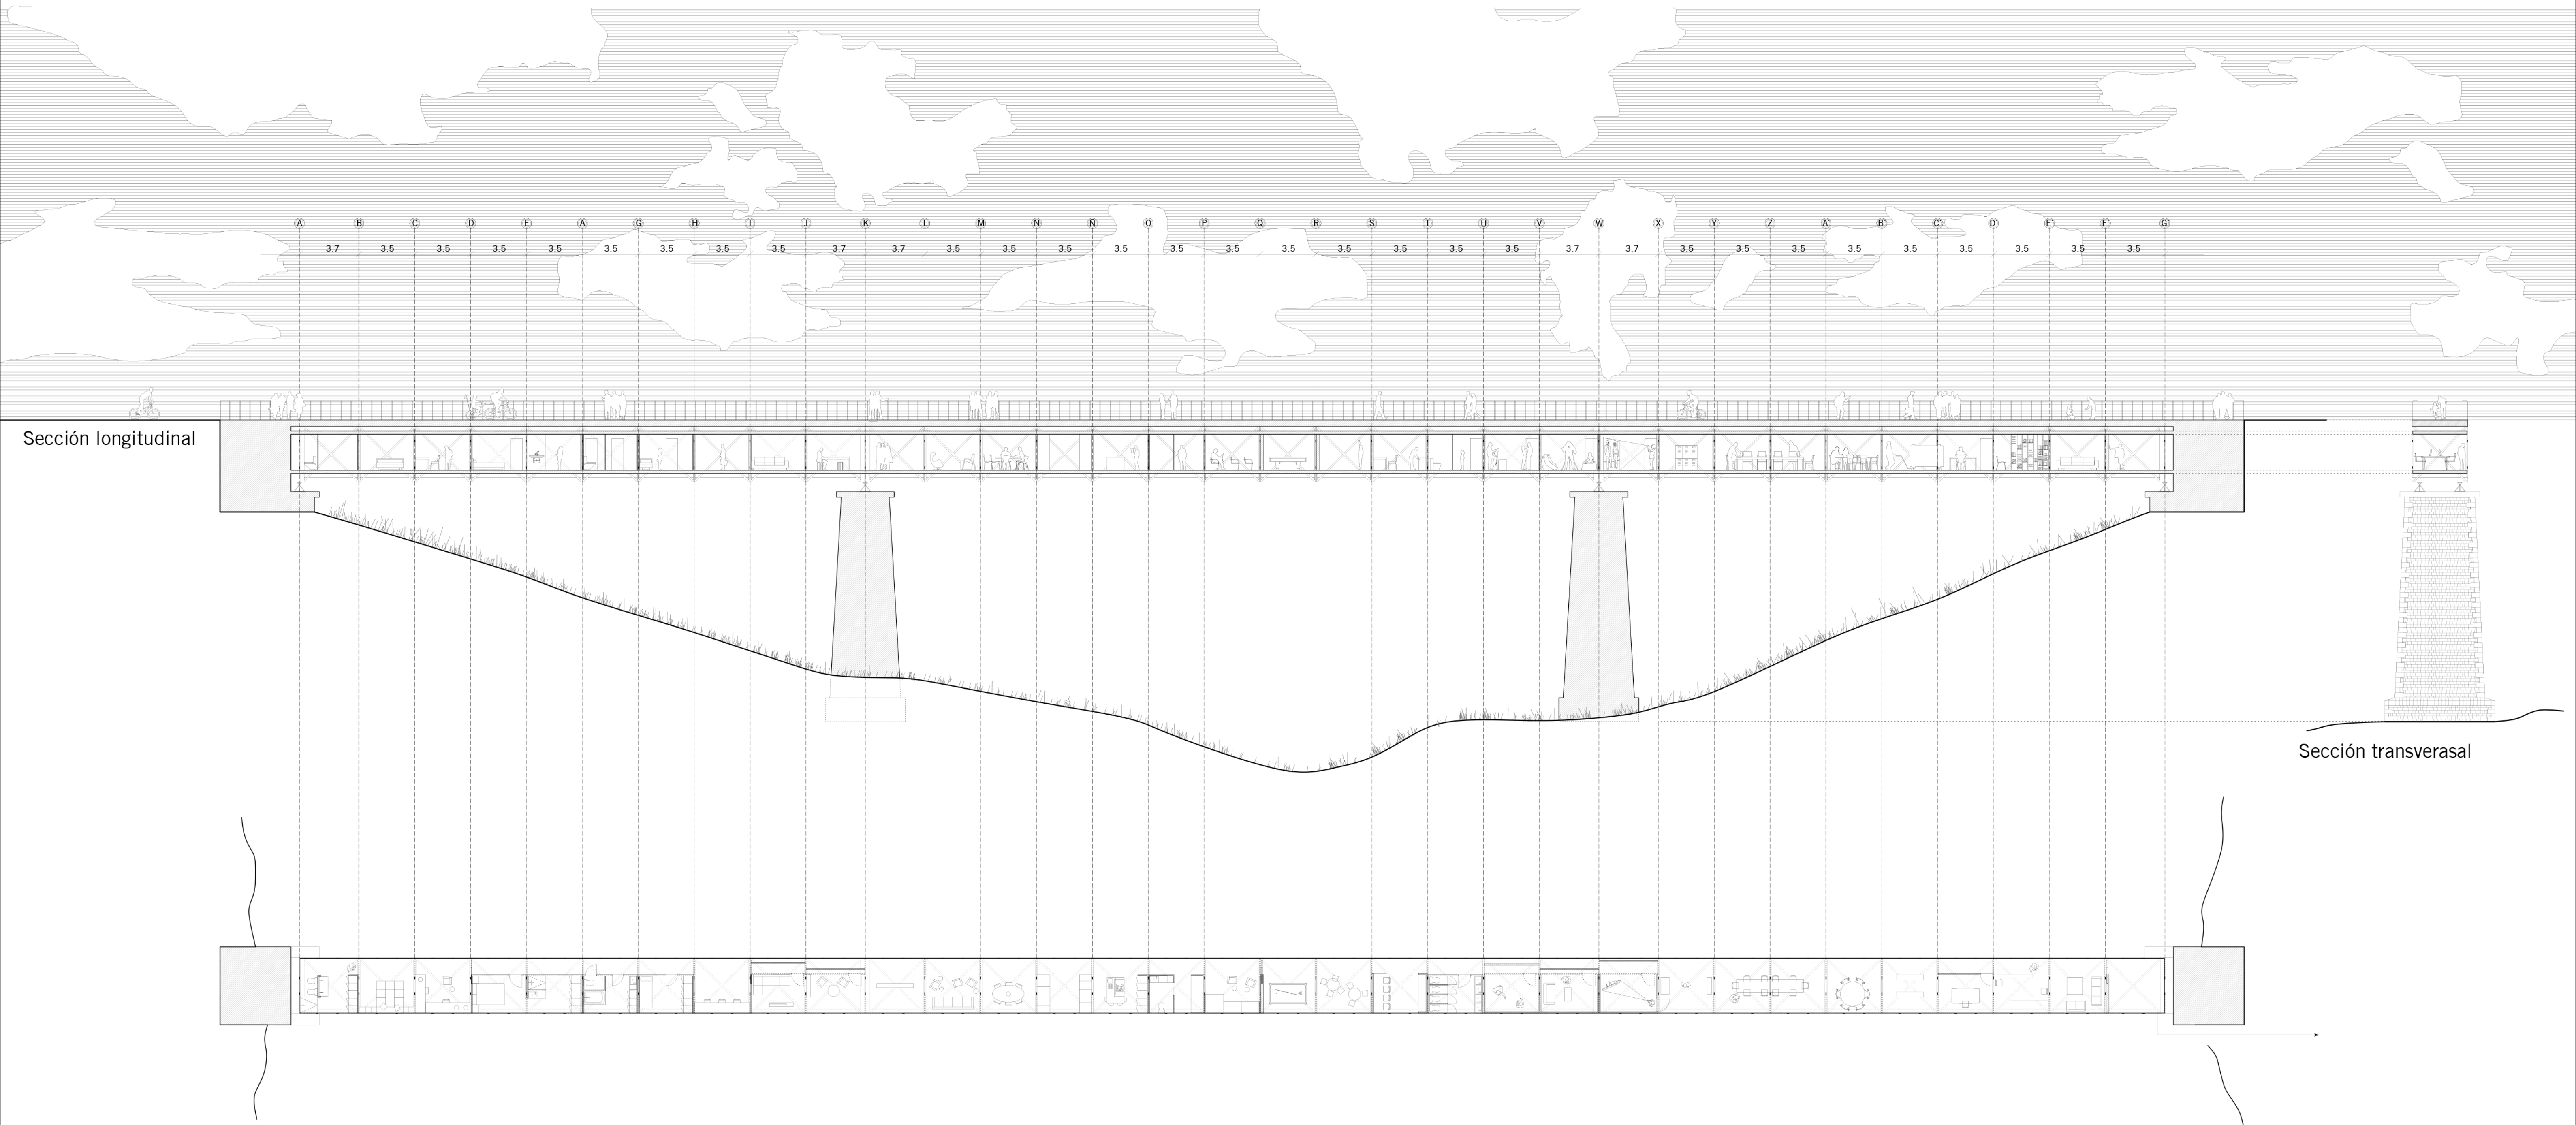 A B C D E A G H I J K L M N Ñ O P Q R S T U V W X Y Z A' B' C' D' E' F' G'
3.7 3.5 3.5 3.5 3.5 3.5 3.5 3.5 3.5 3.7 3.7 3.5 3.5 3.5 3.5 3.5 3.5 3.5 3.5 3.5 3.5 3.5 3.7 3.7 3.5 3.5 3.5 3.5 3.5 3.5 3.5 3.5 3.5
Sección longitudinal
Sección transverasal